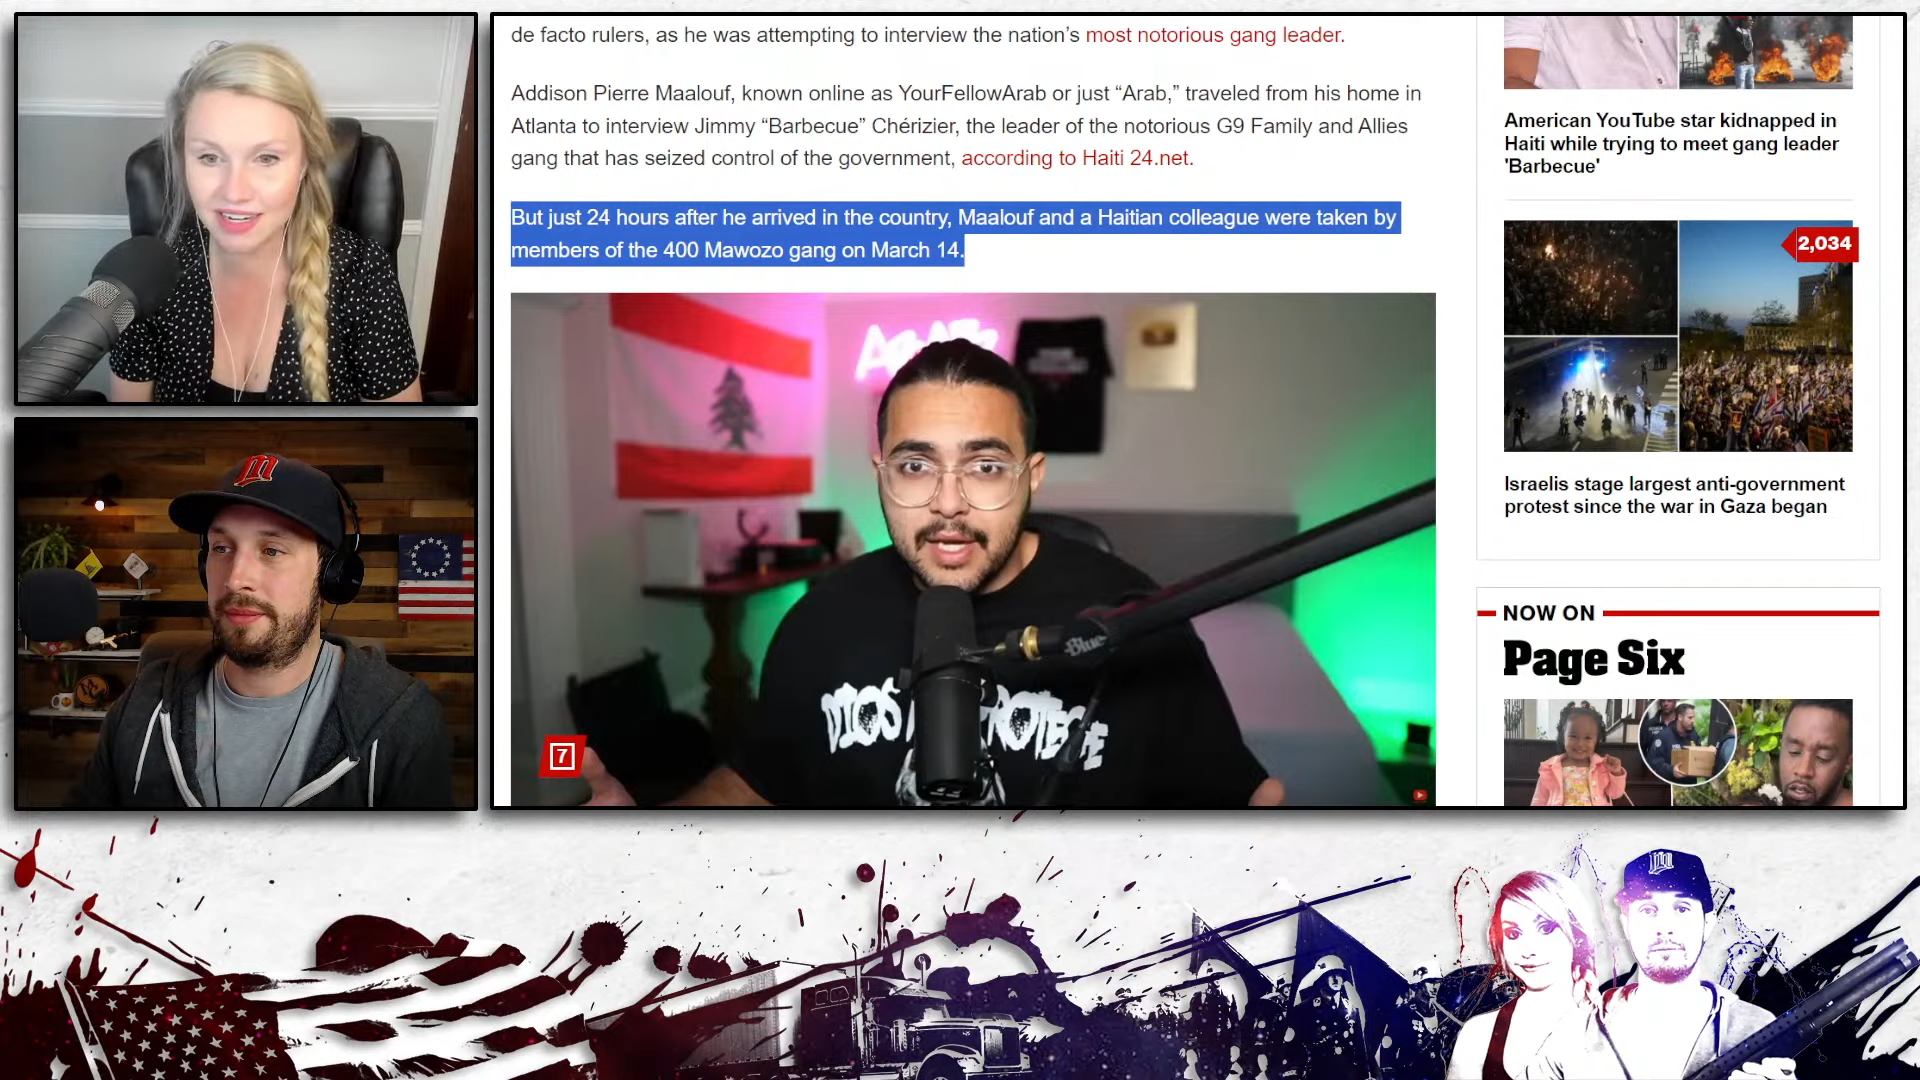 de facto rulers, as he was attempting to interview the nation’s most notorious gang leader.
Addison Pierre Maalouf, known online as YourFellowArab or just “Arab,” traveled from his home in
Atlanta to interview Jimmy “Barbecue” Chérizier, the leader of the notorious G9 Family and Allies
gang that has seized control of the government, according to Haiti 24.net.
But just 24 hours after he arrived in the country, Maalouf and a Haitian colleague were taken by
members of the 400 Mawozo gang on March 14.
DIOS
Blue
7
American YouTube star kidnapped in
Haiti while trying to meet gang leader
'Barbecue'
2,034
Israelis stage largest anti-government
protest since the war in Gaza began
NOW ON
Page Six